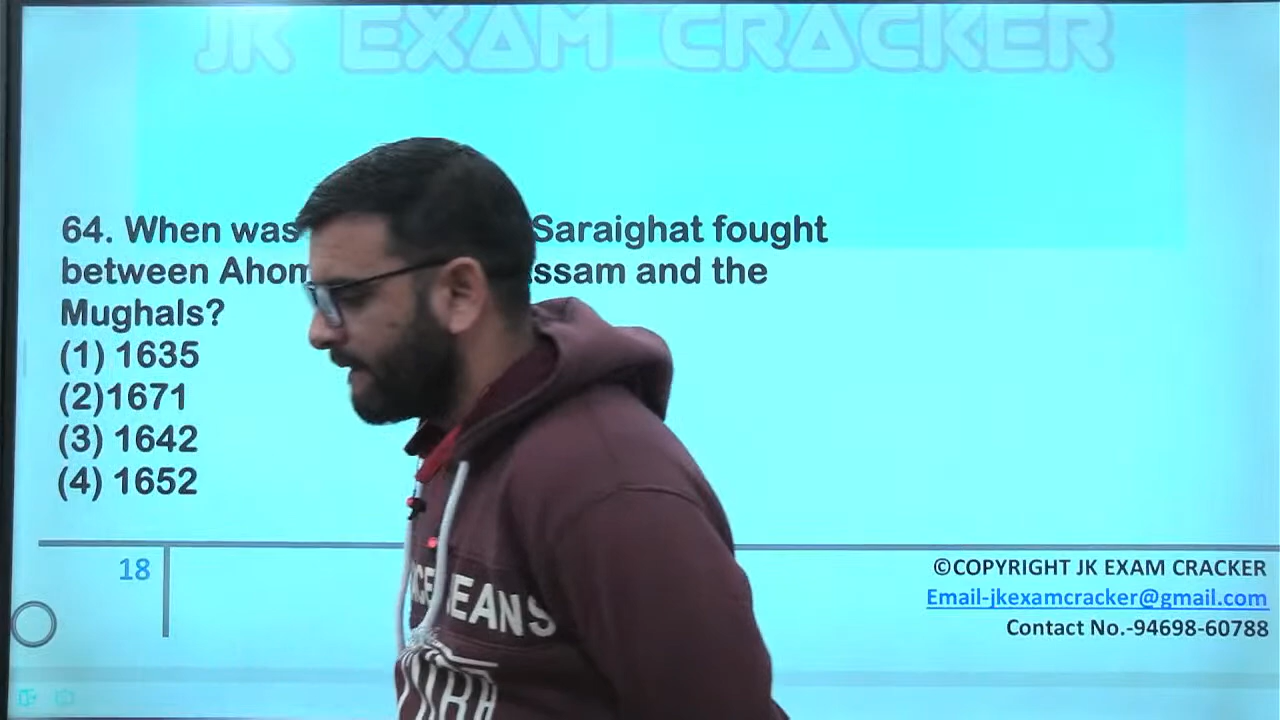 JK EXAM CRACKER
64. When was Saraighat fought
between Ahom ssam and the
Mughals?
(1) 1635
(2)1671
(3) 1642
(4) 1652
18
©COPYRIGHT JK EXAM CRACKER
Email-jkexamcracker@gmail.com
Contact No.-94698-60788
EANS